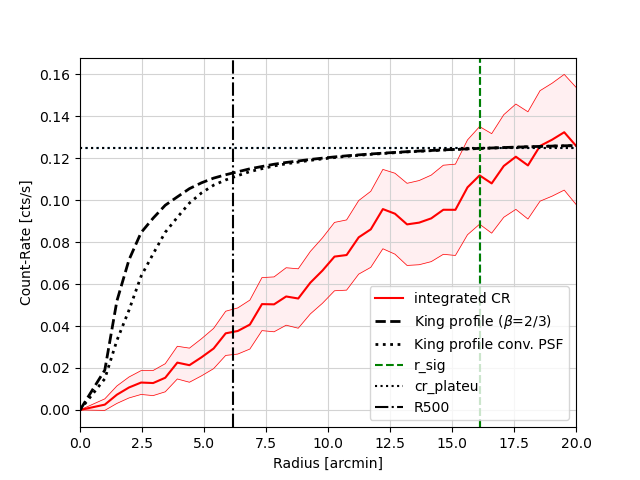 0.16
0.14
0.12
0.10
0.08
0.06
0.04
0.02
0.00
Count-Rate [cts/s]
integrated CR
King profile (β=2/3)
King profile conv. PSF
r_sig
cr_plateu
R500
0.0 2.5 5.0 7.5 10.0 12.5 15.0 17.5 20.0
Radius [arcmin]